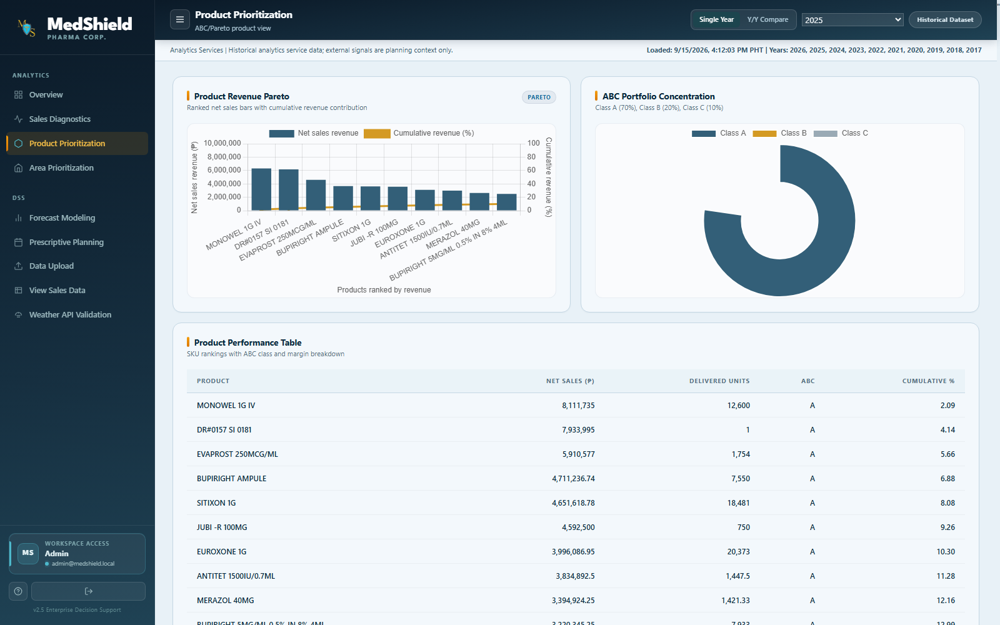 MedShield
PHARMA CORP.
ANALYTICS
Overview
Sales Diagnostics
Product Prioritization
Area Prioritization
DSS
Forecast Modeling
Prescriptive Planning
Data Upload
View Sales Data
Weather API Validation
MS
WORKSPACE ACCESS
Admin
admin@medshield.local
v2.5 Enterprise Decision Support
Product Prioritization
ABC/Pareto product view
Single Year
Y/Y Compare
2025
Historical Dataset
Analytics Services | Historical analytics service data; external signals are planning context only.
Loaded: 9/15/2026, 4:12:03 PM PHT | Years: 2026, 2025, 2024, 2023, 2022, 2021, 2020, 2019, 2018, 2017
Product Revenue Pareto
PARETO
Ranked net sales bars with cumulative revenue contribution
Net sales revenue
Cumulative revenue (%)
Net sales revenue (₱)
10,000,000
8,000,000
6,000,000
4,000,000
2,000,000
0
100
80
60
40
20
0
Cumulative revenue (%)
MONOWEL 1G IV
DR#0157 SI 0181
EVAPROST 250MCG/ML
BUPIRIGHT AMPULE
SITIXON 1G
JUBI -R 100MG
EUROXONE 1G
ANTITET 1500IU/0.7ML
MERAZOL 40MG
BUPIRIGHT 5MG/ML 0.5% IN 8% 4ML
Products ranked by revenue
ABC Portfolio Concentration
Class A (70%), Class B (20%), Class C (10%)
Class A
Class B
Class C
Product Performance Table
SKU rankings with ABC class and margin breakdown
PRODUCT NET SALES (₱) DELIVERED UNITS ABC CUMULATIVE %
MONOWEL 1G IV 8,111,735 12,600 A 2.09
DR#0157 SI 0181 7,933,995 1 A 4.14
EVAPROST 250MCG/ML 5,910,577 1,754 A 5.66
BUPIRIGHT AMPULE 4,711,236.74 7,550 A 6.88
SITIXON 1G 4,651,618.78 18,481 A 8.08
JUBI -R 100MG 4,592,500 750 A 9.26
EUROXONE 1G 3,996,086.95 20,373 A 10.30
ANTITET 1500IU/0.7ML 3,834,892.5 1,447.5 A 11.28
MERAZOL 40MG 3,394,924.25 1,421.33 A 12.16
BUPIRIGHT 5MG/ML 0.5% IN 8% 4ML 3,220,345.25 7,933 A 12.99